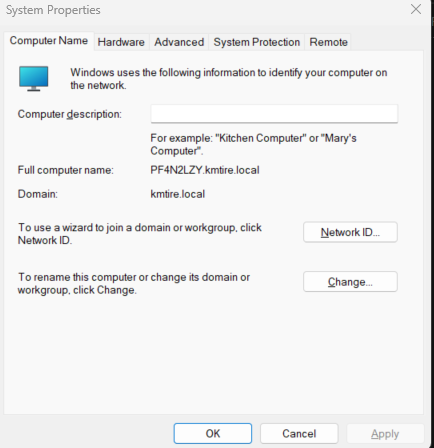 System Properties
Computer Name Hardware Advanced System Protection Remote
Windows uses the following information to identify your computer on
the network.
Computer description:
For example: "Kitchen Computer" or "Mary's
Computer".
Full computer name: PF4N2LZY.kmtire.local
Domain: kmtire.local
To use a wizard to join a domain or workgroup, click
Network ID.
Network ID...
To rename this computer or change its domain or
workgroup, click Change.
Change...
OK Cancel Apply